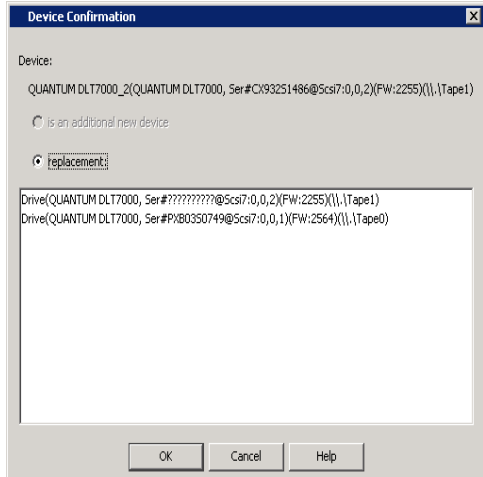 Device Confirmation
Device:
QUANTUM DLT7000_2(QUANTUM DLT7000, Ser#CX932S1486@Scsi7:0,0,2)(FW:2255)(\\.\Tape1)
is an additional new device
replacement:
Drive(QUANTUM DLT7000, Ser#??????????@Scsi7:0,0,2)(FW:2255)(\\.\Tape1)
Drive(QUANTUM DLT7000, Ser#PXB03S0749@Scsi7:0,0,1)(FW:2564)(\\.\Tape0)
OK Cancel Help